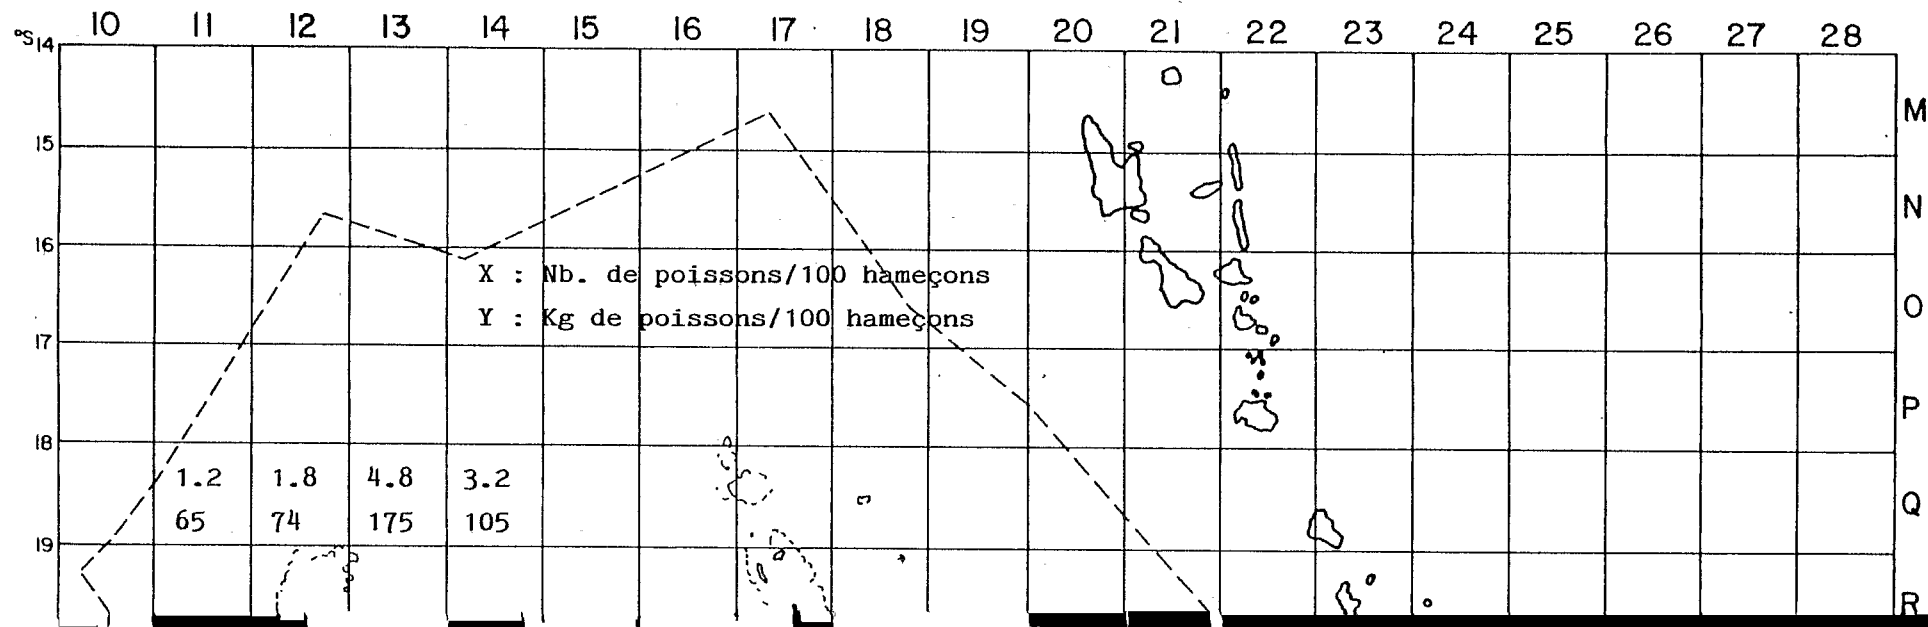 10 11 12 13 14 15 16 17 18 19 20 21 22 23 24 25 26 27 28
°S 14
M
15
N
16
X : Nb. de poissons/100 hameçons
O
Y : Kg de poissons/100 hameçons
17
P
18
1.2 1.8 4.8 3.2
Q
65 74 175 105
19
R